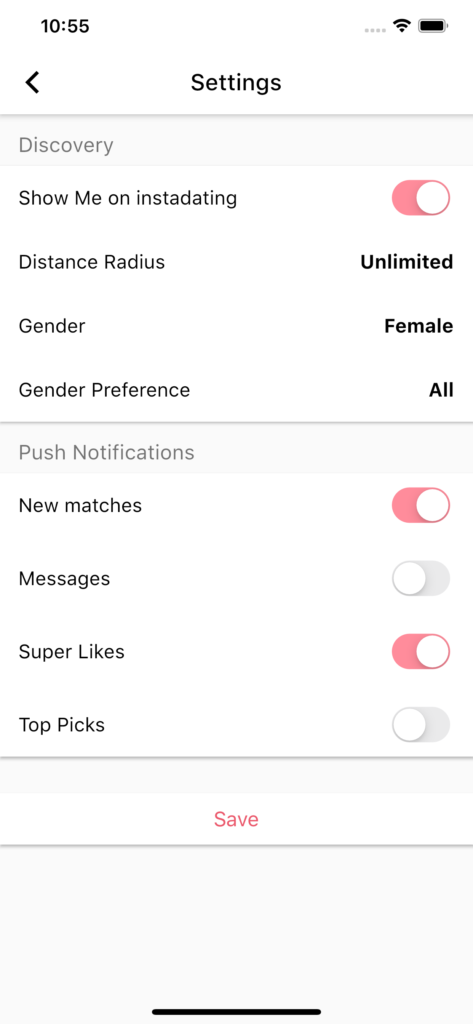 10:55
Settings
Discovery
Show Me on instadating
Distance Radius Unlimited
Gender Female
Gender Preference All
Push Notifications
New matches
Messages
Super Likes
Top Picks
Save